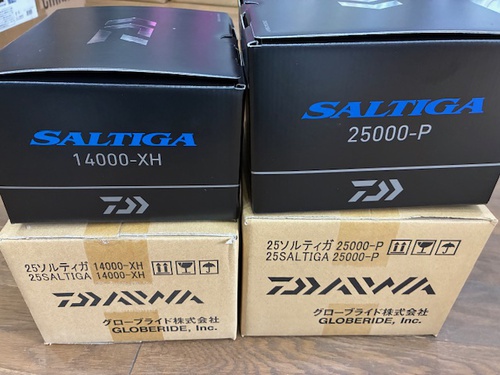 SALTIGA
14000-XH
SALTIGA
25000-P
25ソルティガ 14000-XH
25SALTIGA 14000-XH
DAIWA
グローブライド株式会社
GLOBERIDE, Inc.
25ソルティガ 25000-P
25SALTIGA 25000-P
DAIWA
グローブライド株式会社
GLOBERIDE, Inc.